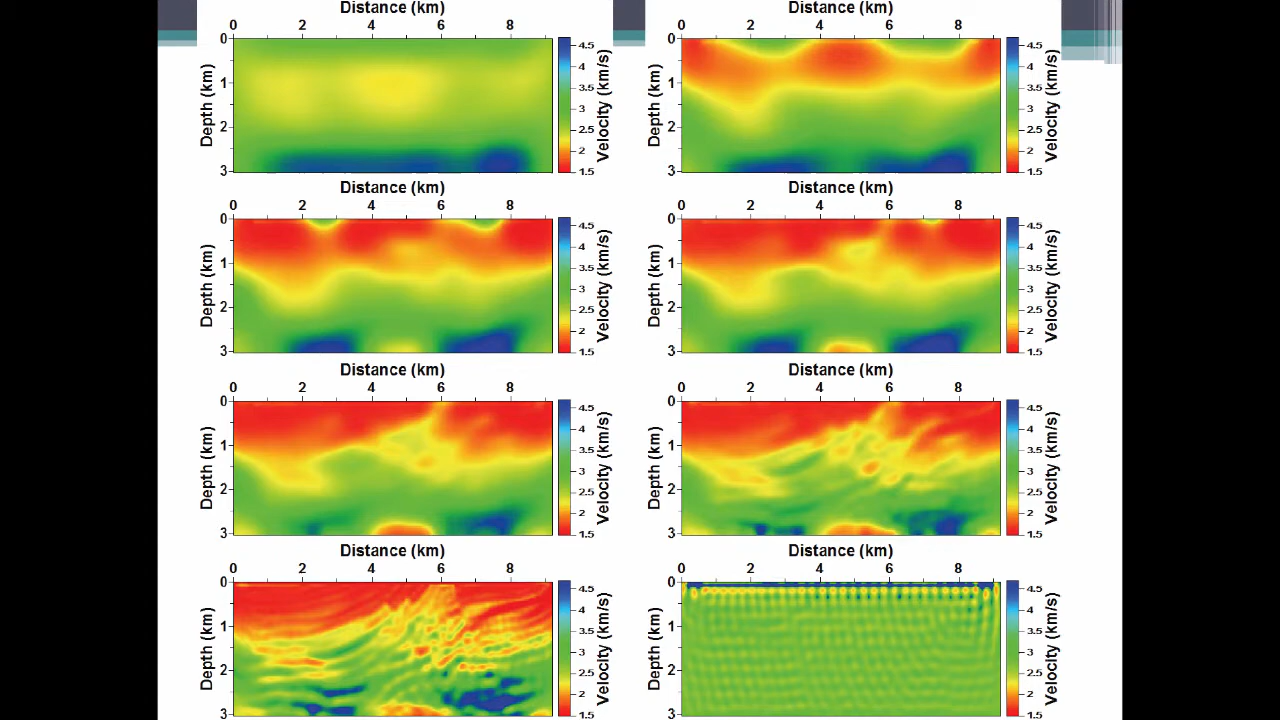 Distance (km) Distance (km)
0 2 4 6 8 0 2 4 6 8
0 1 2 3 Depth (km) 4.5 4 3.5 3 2.5 2 1.5 Velocity (km/s) 0 1 2 3 Depth (km) 4.5 4 3.5 3 2.5 2 1.5 Velocity (km/s)
Distance (km) Distance (km)
0 2 4 6 8 0 2 4 6 8
0 1 2 3 Depth (km) 4.5 4 3.5 3 2.5 2 1.5 Velocity (km/s) 0 1 2 3 Depth (km) 4.5 4 3.5 3 2.5 2 1.5 Velocity (km/s)
Distance (km) Distance (km)
0 2 4 6 8 0 2 4 6 8
0 1 2 3 Depth (km) 4.5 4 3.5 3 2.5 2 1.5 Velocity (km/s) 0 1 2 3 Depth (km) 4.5 4 3.5 3 2.5 2 1.5 Velocity (km/s)
Distance (km) Distance (km)
0 2 4 6 8 0 2 4 6 8
0 1 2 3 Depth (km) 4.5 4 3.5 3 2.5 2 1.5 Velocity (km/s) 0 1 2 3 Depth (km) 4.5 4 3.5 3 2.5 2 1.5 Velocity (km/s)